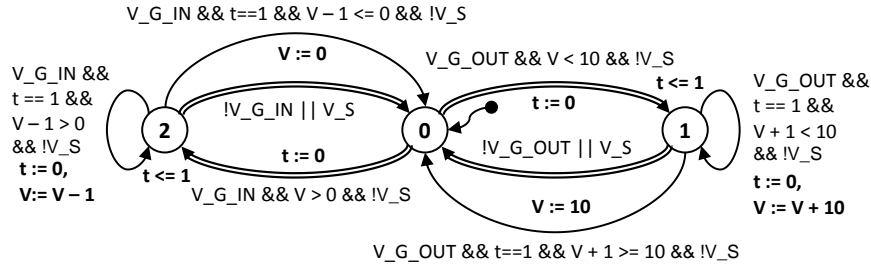 V_G_IN && t==1 && V – 1 <= 0 && !V_S
V := 0
V_G_OUT && V < 10 && !V_S
t := 0
t <= 1
V_G_IN &&
t == 1 &&
V – 1 > 0
&& !V_S
t := 0,
V:= V – 1
2
!V_G_IN || V_S
0
1
t := 0
!V_G_OUT || V_S
t <= 1
V_G_IN && V > 0 && !V_S
V := 10
V_G_OUT &&
t == 1 &&
V + 1 < 10
&& !V_S
t := 0,
V := V + 10
V_G_OUT && t==1 && V + 1 >= 10 && !V_S